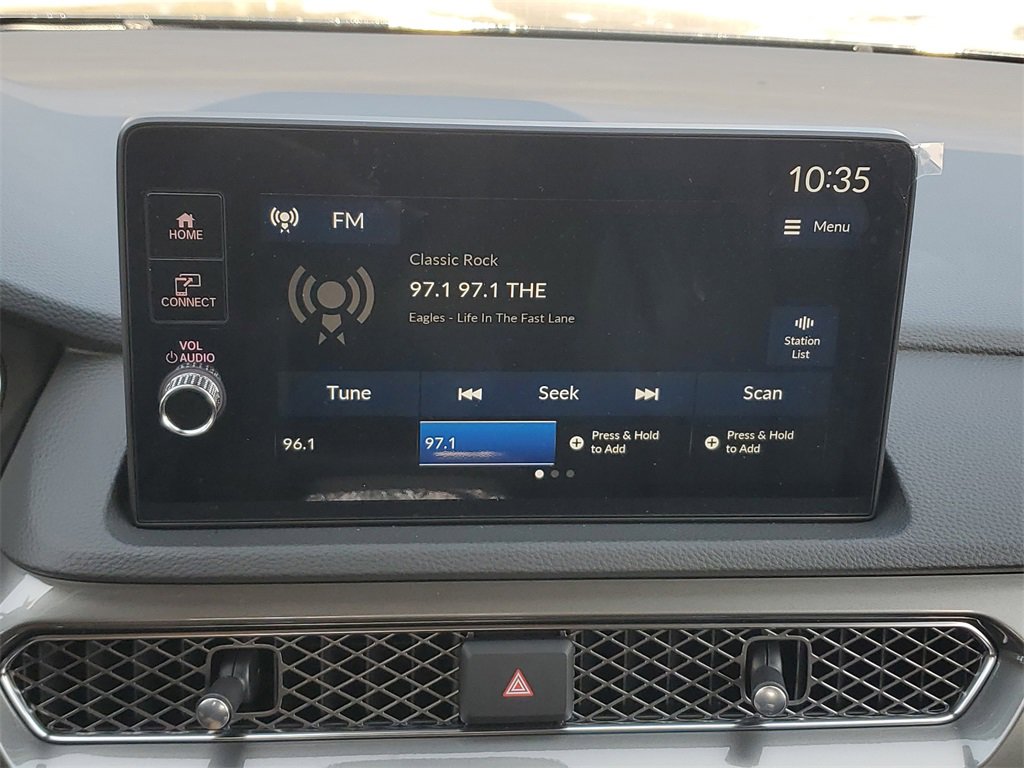 10:35
HOME
FM
Menu
Classic Rock
CONNECT
97.1 97.1 THE
Eagles - Life In The Fast Lane
Station
List
VOL
AUDIO
Tune
Seek
Scan
96.1
97.1
Press & Hold
to Add
Press & Hold
to Add